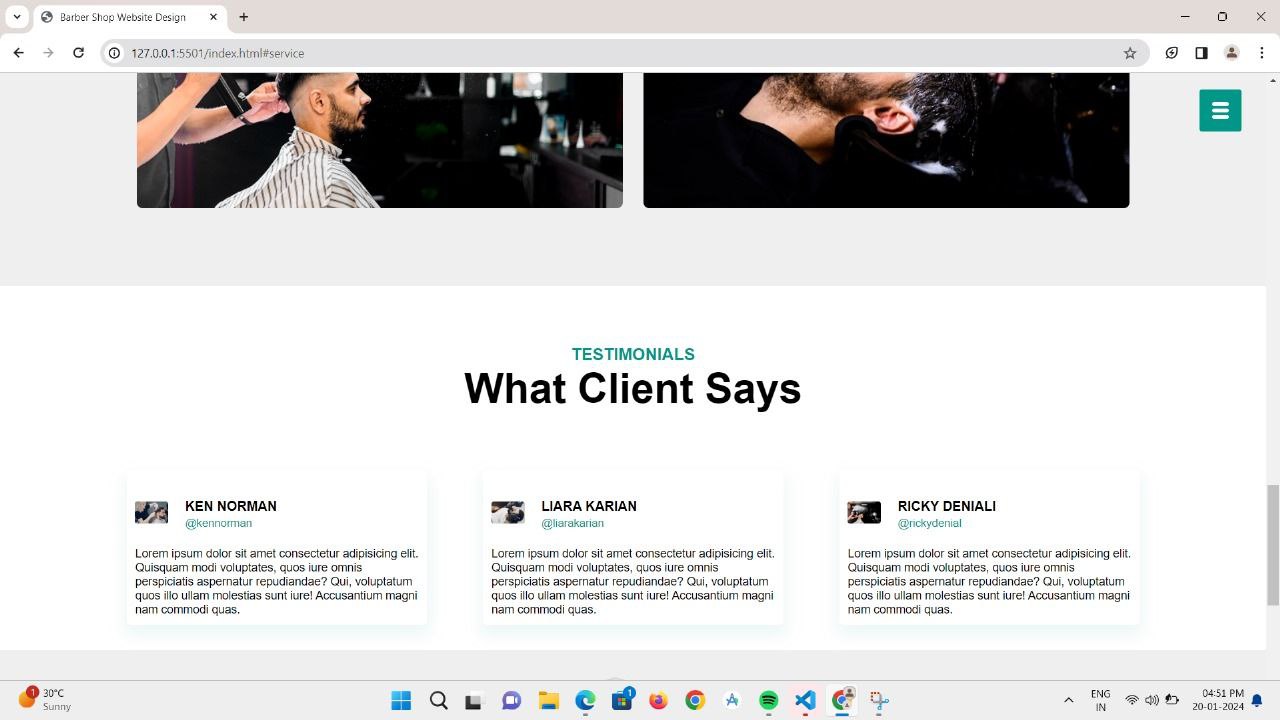 Barber Shop Website Design
127.0.0.1:5501/index.html#service
TESTIMONIALS
What Client Says
KEN NORMAN
@kennorman
Lorem ipsum dolor sit amet consectetur adipisicing elit.
Quisquam modi voluptates, quos iure omnis
perspiciatis aspernatur repudiandae? Qui, voluptatum
quos illo ullam molestias sunt iure! Accusantium magni
nam commodi quas.
LIARA KARIAN
@liarakarian
Lorem ipsum dolor sit amet consectetur adipisicing elit.
Quisquam modi voluptates, quos iure omnis
perspiciatis aspernatur repudiandae? Qui, voluptatum
quos illo ullam molestias sunt iure! Accusantium magni
nam commodi quas.
RICKY DENIALI
@rickydenial
Lorem ipsum dolor sit amet consectetur adipisicing elit.
Quisquam modi voluptates, quos iure omnis
perspiciatis aspernatur repudiandae? Qui, voluptatum
quos illo ullam molestias sunt iure! Accusantium magni
nam commodi quas.
1
30°C
Sunny
1
ENG
IN
04:51 PM
20-01-2024